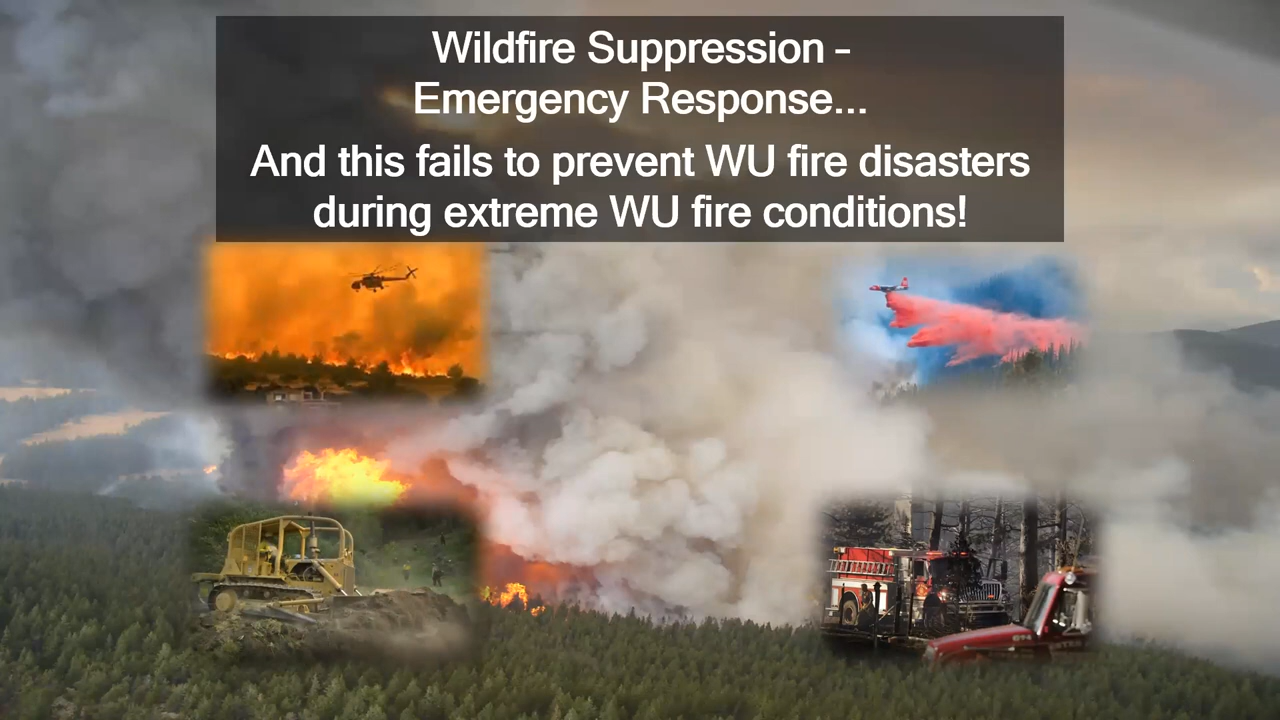 Wildfire Suppression –
Emergency Response...
And this fails to prevent WU fire disasters
during extreme WU fire conditions!